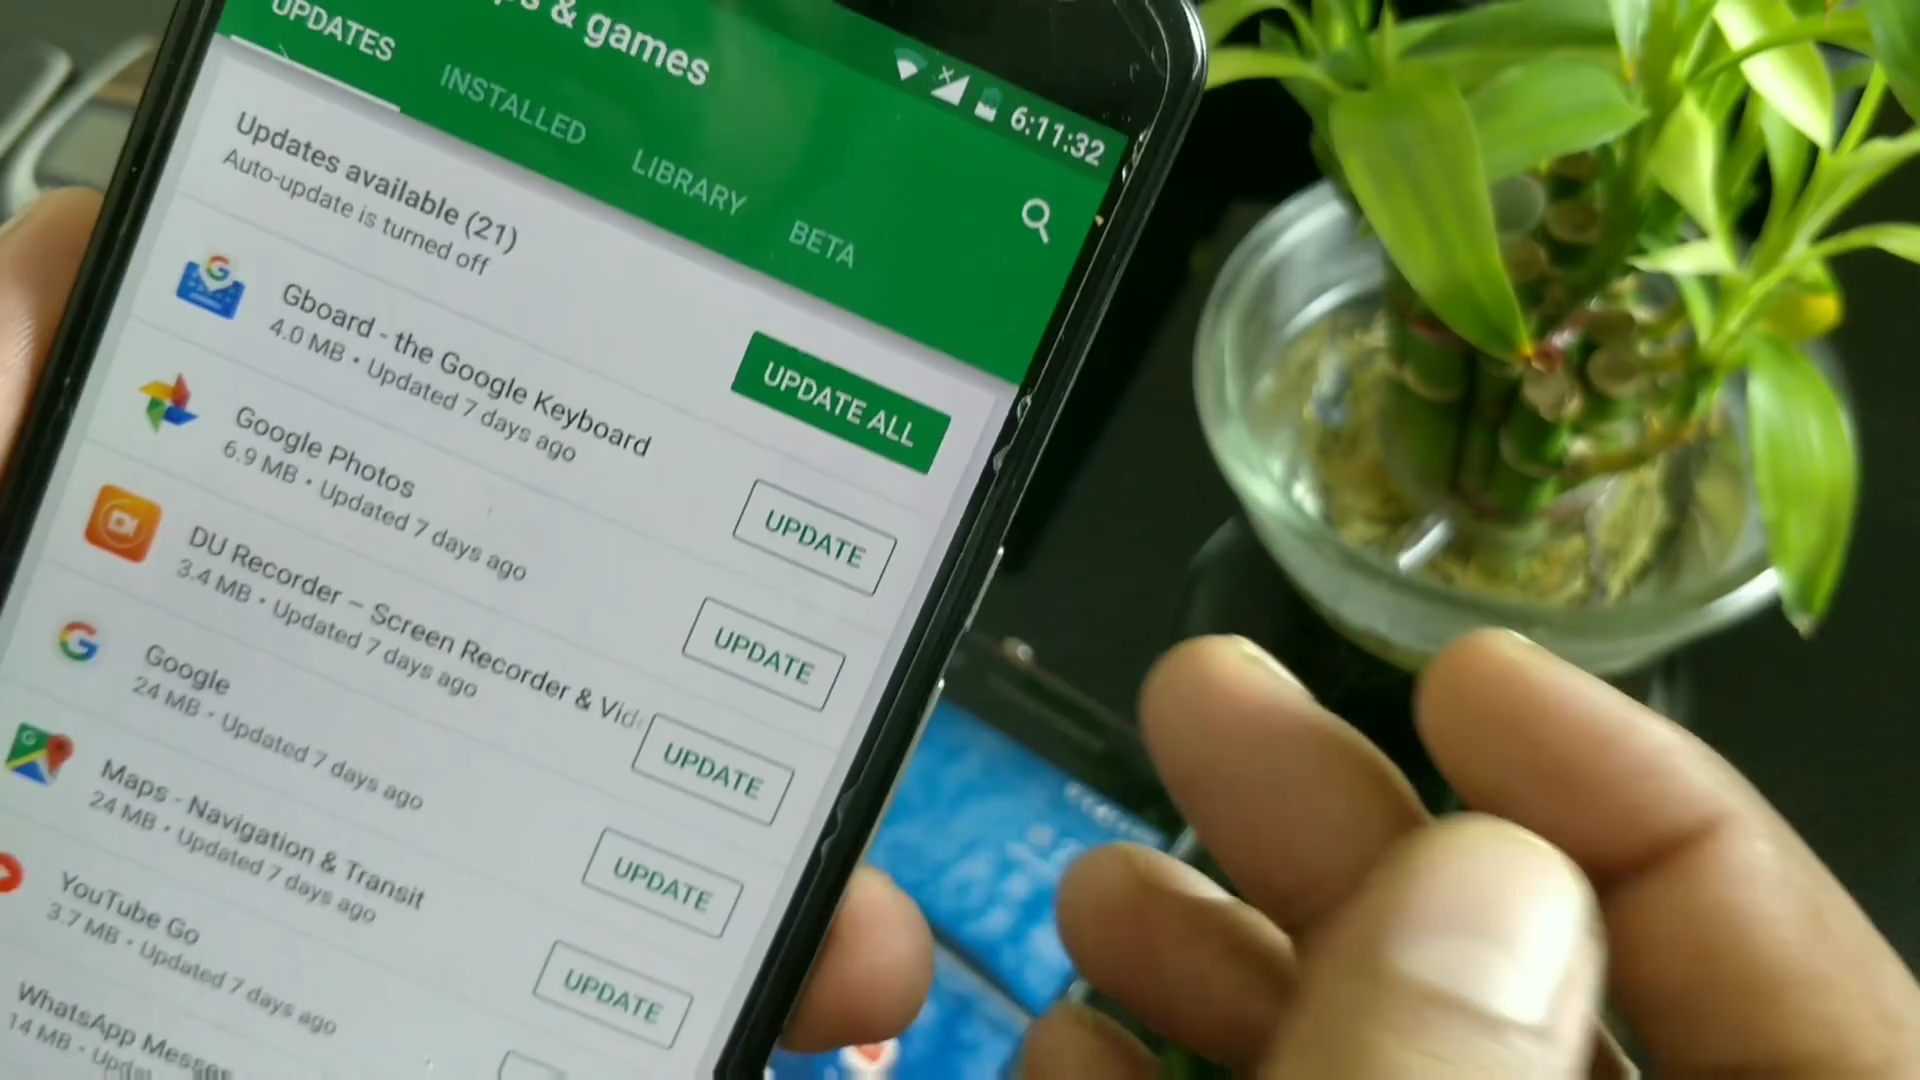 6:11:32
& games
UPDATES
INSTALLED
LIBRARY
BETA
Updates available (21)
Auto-update is turned off
UPDATE ALL
Gboard - the Google Keyboard
4.0 MB • Updated 7 days ago
UPDATE
Google Photos
6.9 MB • Updated 7 days ago
UPDATE
DU Recorder – Screen Recorder & Vid
3.4 MB • Updated 7 days ago
UPDATE
Google
24 MB • Updated 7 days ago
UPDATE
Maps - Navigation & Transit
24 MB • Updated 7 days ago
UPDATE
YouTube Go
3.7 MB • Updated 7 days ago
WhatsApp
14 MB •